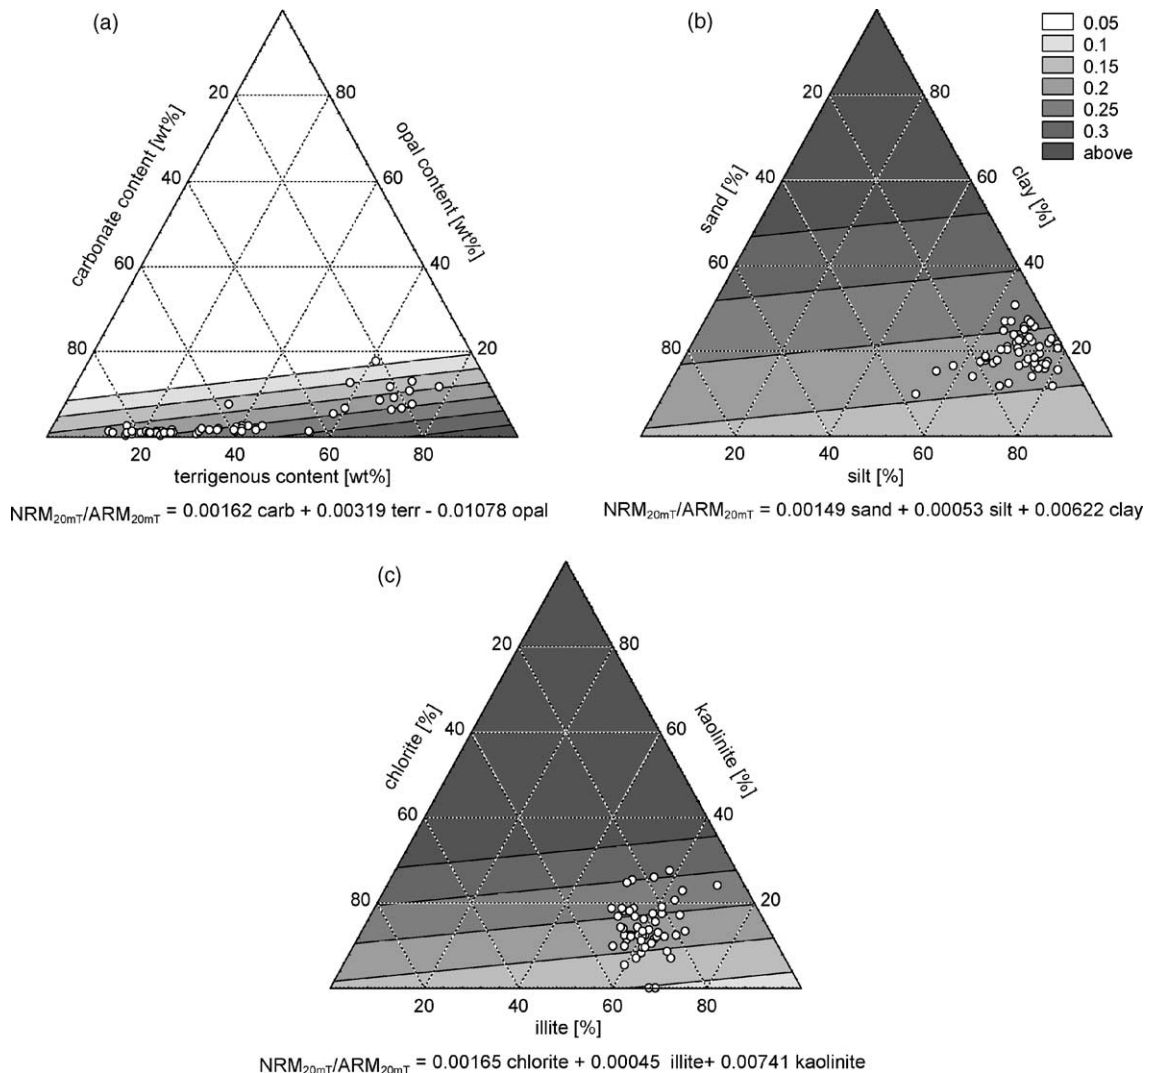 (a)
20
80
carbonate content [wt%]
opal content [wt%]
40
60
60
40
80
20
20
40
60
80
terrigenous content [wt%]
NRM20mT/ARM20mT = 0.00162 carb + 0.00319 terr - 0.01078 opal
(b)
0.05
0.1
0.15
0.2
0.25
0.3
above
20
80
sand [%]
clay [%]
40
60
60
40
80
20
20
40
60
80
silt [%]
NRM20mT/ARM20mT = 0.00149 sand + 0.00053 silt + 0.00622 clay
(c)
20
80
chlorite [%]
kaolinite [%]
40
60
60
40
80
20
20
40
60
80
illite [%]
NRM20mT/ARM20mT = 0.00165 chlorite + 0.00045 illite+ 0.00741 kaolinite